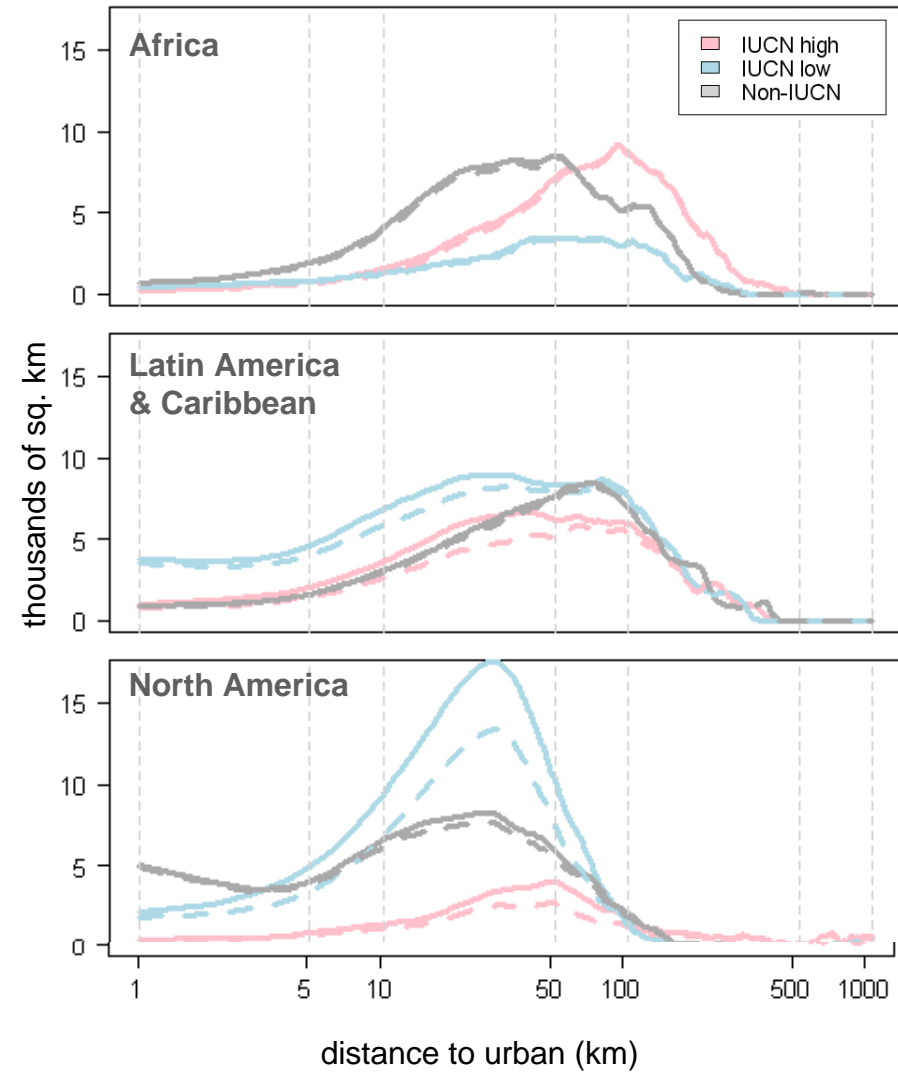 Africa
IUCN high
IUCN low
Non-IUCN
15
10
5
0
Latin America
& Caribbean
15
10
5
0
North America
15
10
5
0
thousands of sq. km
1 5 10 50 100 500 1000
distance to urban (km)